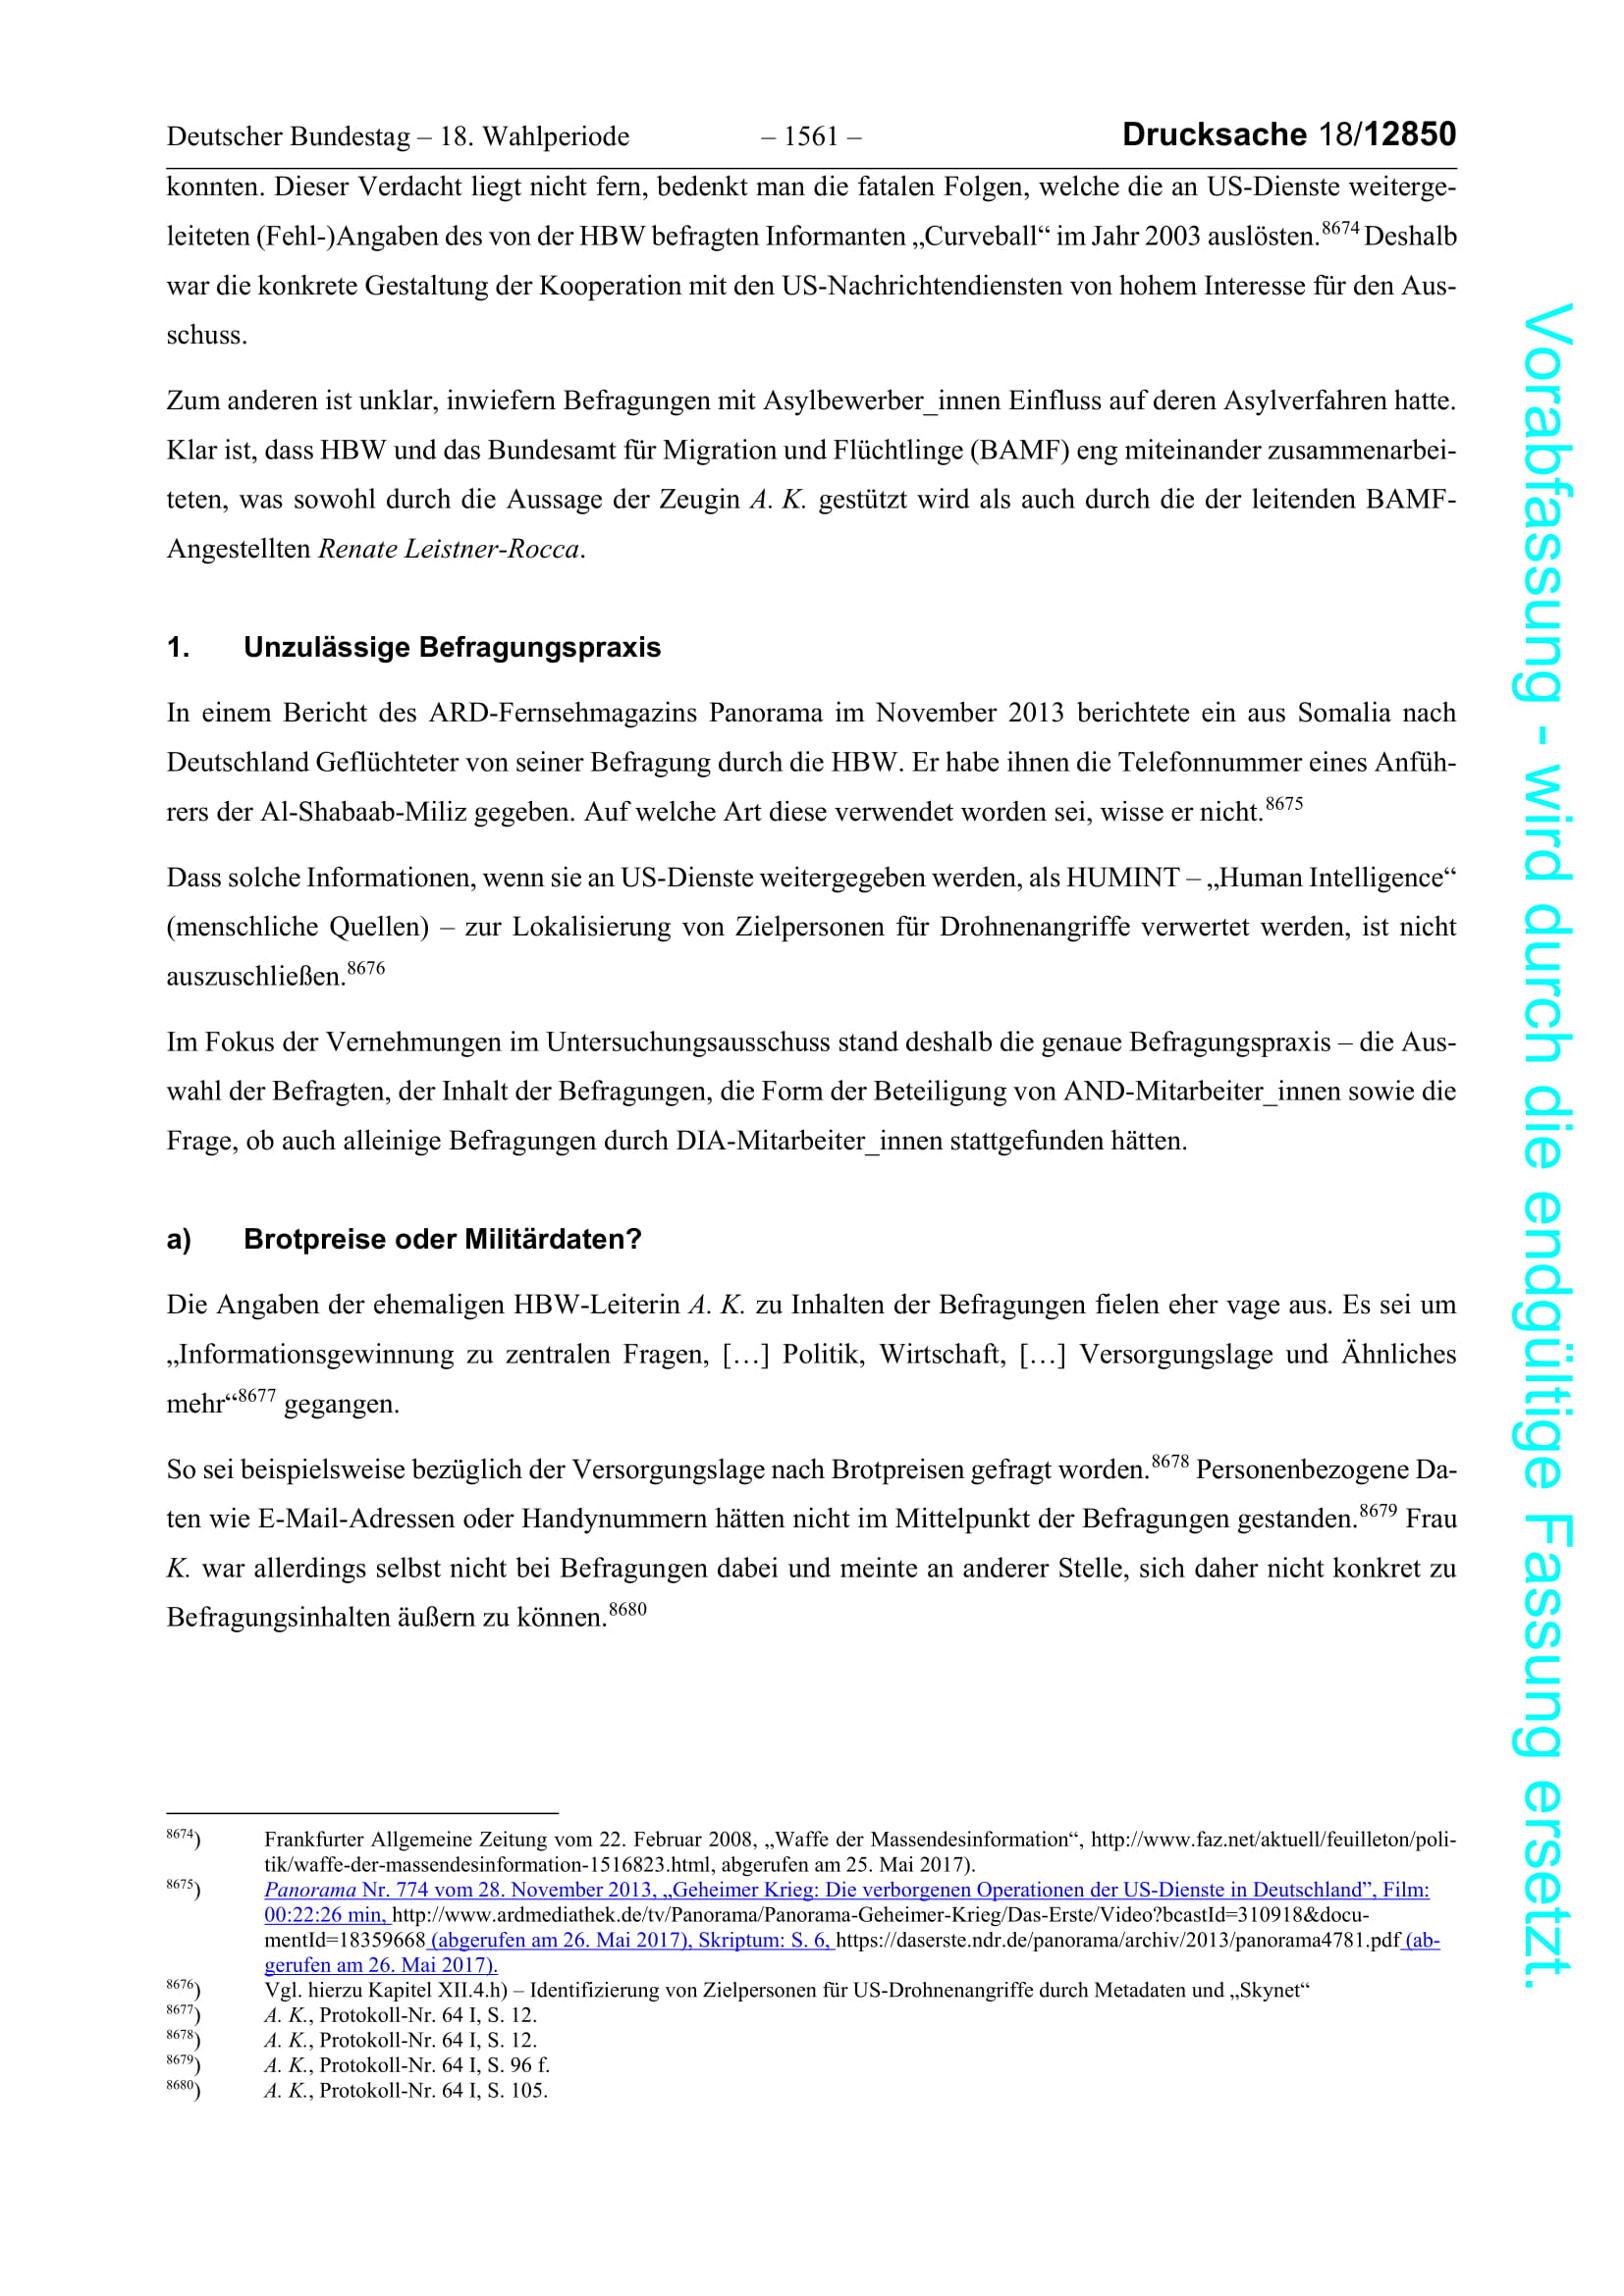 Deutscher Bundestag – 18. Wahlperiode – 1561 – Drucksache 18/12850
konnten. Dieser Verdacht liegt nicht fern, bedenkt man die fatalen Folgen, welche die an US-Dienste weiterge-
leiteten (Fehl-)Angaben des von der HBW befragten Informanten „Curveball“ im Jahr 2003 auslösten.8674 Deshalb
war die konkrete Gestaltung der Kooperation mit den US-Nachrichtendiensten von hohem Interesse für den Aus-
schuss.
Zum anderen ist unklar, inwiefern Befragungen mit Asylbewerber_innen Einfluss auf deren Asylverfahren hatte.
Klar ist, dass HBW und das Bundesamt für Migration und Flüchtlinge (BAMF) eng miteinander zusammenarbei-
teten, was sowohl durch die Aussage der Zeugin A. K. gestützt wird als auch durch die der leitenden BAMF-
Angestellten Renate Leistner-Rocca.
1. Unzulässige Befragungspraxis
In einem Bericht des ARD-Fernsehmagazins Panorama im November 2013 berichtete ein aus Somalia nach
Deutschland Geflüchteter von seiner Befragung durch die HBW. Er habe ihnen die Telefonnummer eines Anfüh-
rers der Al-Shabaab-Miliz gegeben. Auf welche Art diese verwendet worden sei, wisse er nicht.8675
Dass solche Informationen, wenn sie an US-Dienste weitergegeben werden, als HUMINT – „Human Intelligence“
(menschliche Quellen) – zur Lokalisierung von Zielpersonen für Drohnenangriffe verwertet werden, ist nicht
auszuschließen.8676
Im Fokus der Vernehmungen im Untersuchungsausschuss stand deshalb die genaue Befragungspraxis – die Aus-
wahl der Befragten, der Inhalt der Befragungen, die Form der Beteiligung von AND-Mitarbeiter_innen sowie die
Frage, ob auch alleinige Befragungen durch DIA-Mitarbeiter_innen stattgefunden hätten.
a) Brotpreise oder Militärdaten?
Die Angaben der ehemaligen HBW-Leiterin A. K. zu Inhalten der Befragungen fielen eher vage aus. Es sei um
„Informationsgewinnung zu zentralen Fragen, […] Politik, Wirtschaft, […] Versorgungslage und Ähnliches
mehr“8677 gegangen.
So sei beispielsweise bezüglich der Versorgungslage nach Brotpreisen gefragt worden.8678 Personenbezogene Da-
ten wie E-Mail-Adressen oder Handynummern hätten nicht im Mittelpunkt der Befragungen gestanden.8679 Frau
K. war allerdings selbst nicht bei Befragungen dabei und meinte an anderer Stelle, sich daher nicht konkret zu
Befragungsinhalten äußern zu können.8680
8674) Frankfurter Allgemeine Zeitung vom 22. Februar 2008, „Waffe der Massendesinformation“, http://www.faz.net/aktuell/feuilleton/poli-
tik/waffe-der-massendesinformation-1516823.html, abgerufen am 25. Mai 2017).
8675) Panorama Nr. 774 vom 28. November 2013, „Geheimer Krieg: Die verborgenen Operationen der US-Dienste in Deutschland”, Film:
00:22:26 min, http://www.ardmediathek.de/tv/Panorama/Panorama-Geheimer-Krieg/Das-Erste/Video?bcastId=310918&docu-
mentId=18359668 (abgerufen am 26. Mai 2017), Skriptum: S. 6, https://daserste.ndr.de/panorama/archiv/2013/panorama4781.pdf (ab-
gerufen am 26. Mai 2017).
8676) Vgl. hierzu Kapitel XII.4.h) – Identifizierung von Zielpersonen für US-Drohnenangriffe durch Metadaten und „Skynet“
8677) A. K., Protokoll-Nr. 64 I, S. 12.
8678) A. K., Protokoll-Nr. 64 I, S. 12.
8679) A. K., Protokoll-Nr. 64 I, S. 96 f.
8680) A. K., Protokoll-Nr. 64 I, S. 105.
Vorabfassung - wird durch die endgültige Fassung ersetzt.